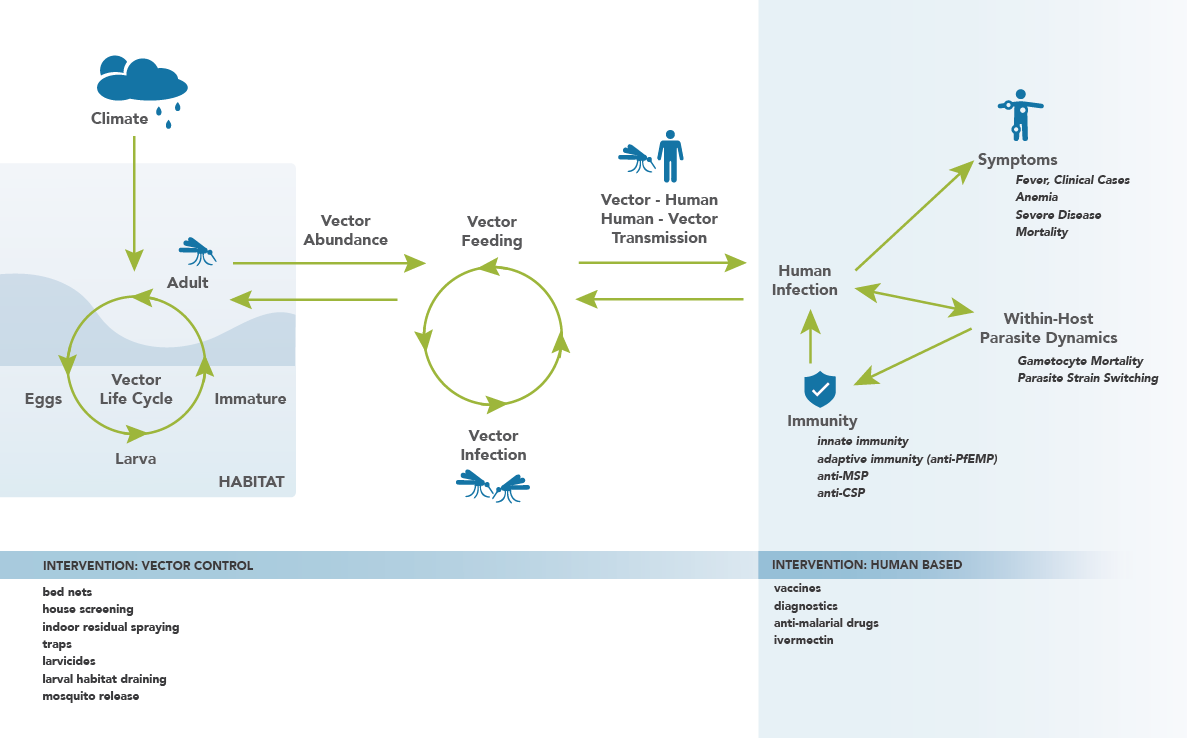 Climate
Adult
Eggs
Vector
Life Cycle
Immature
Larva
HABITAT
Vector
Abundance
Vector
Feeding
Vector
Infection
Vector - Human
Human - Vector
Transmission
Human
Infection
Symptoms
Fever, Clinical Cases
Anemia
Severe Disease
Mortality
Within-Host
Parasite Dynamics
Gametocyte Mortality
Parasite Strain Switching
Immunity
innate immunity
adaptive immunity (anti-PfEMP)
anti-MSP
anti-CSP
INTERVENTION: VECTOR CONTROL
bed nets
house screening
indoor residual spraying
traps
larvicides
larval habitat draining
mosquito release
INTERVENTION: HUMAN BASED
vaccines
diagnostics
anti-malarial drugs
ivermectin